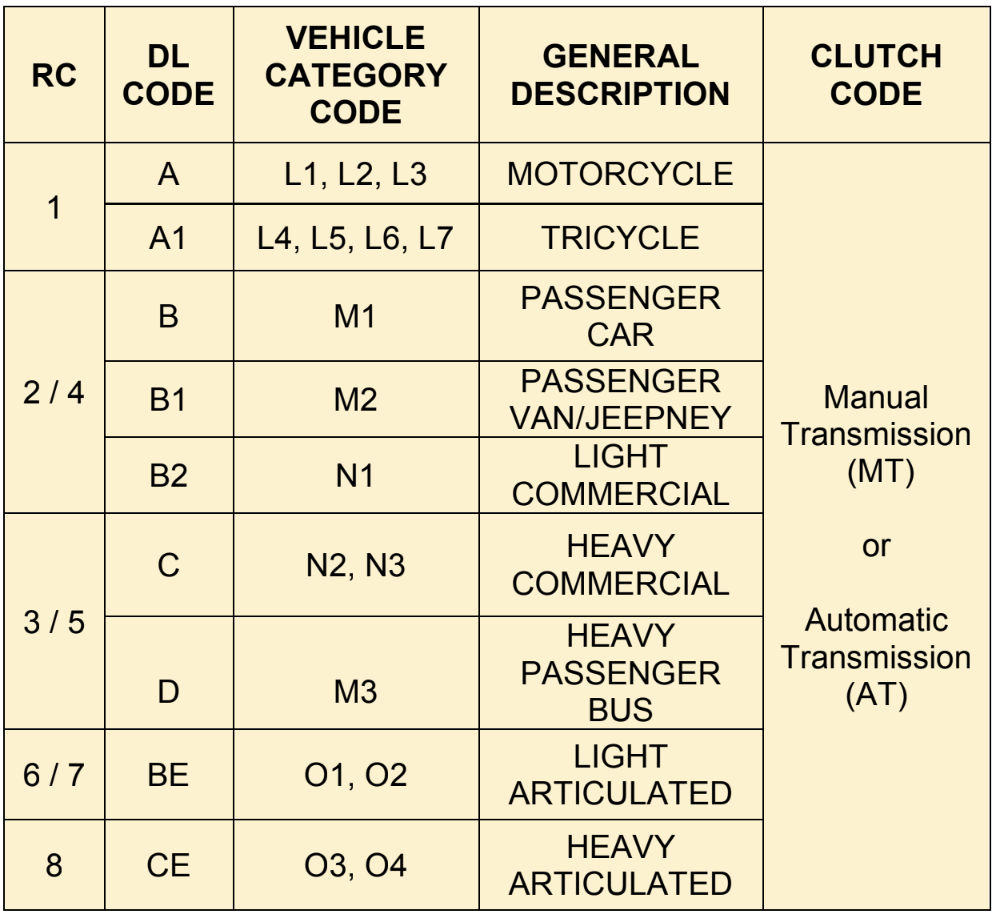 RC DL CODE VEHICLE CATEGORY CODE GENERAL DESCRIPTION CLUTCH CODE
1 A L1, L2, L3 MOTORCYCLE
A1 L4, L5, L6, L7 TRICYCLE
2 / 4 B M1 PASSENGER CAR
B1 M2 PASSENGER VAN/JEEPNEY
B2 N1 LIGHT COMMERCIAL
3 / 5 C N2, N3 HEAVY COMMERCIAL
D M3 HEAVY PASSENGER BUS
6 / 7 BE O1, O2 LIGHT ARTICULATED
8 CE O3, O4 HEAVY ARTICULATED
Manual
Transmission
(MT)
or
Automatic
Transmission
(AT)